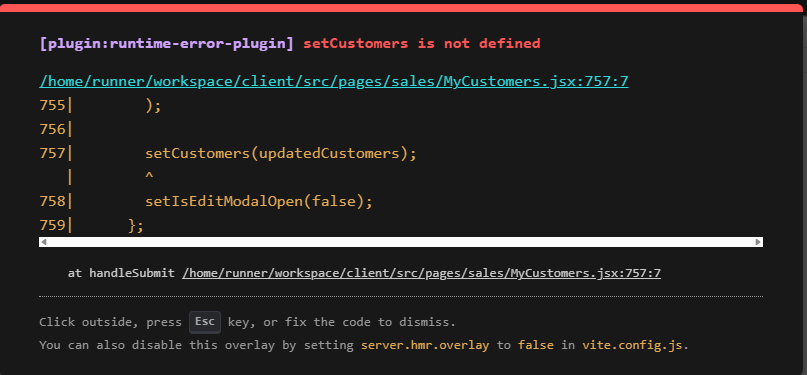 [plugin:runtime-error-plugin] setCustomers is not defined
/home/runner/workspace/client/src/pages/sales/MyCustomers.jsx:757:7
755|        );
756|
757|        setCustomers(updatedCustomers);
   |        ^
758|        setIsEditModalOpen(false);
759|      };
at handleSubmit /home/runner/workspace/client/src/pages/sales/MyCustomers.jsx:757:7
Click outside, press Esc key, or fix the code to dismiss.
You can also disable this overlay by setting server.hmr.overlay to false in vite.config.js.